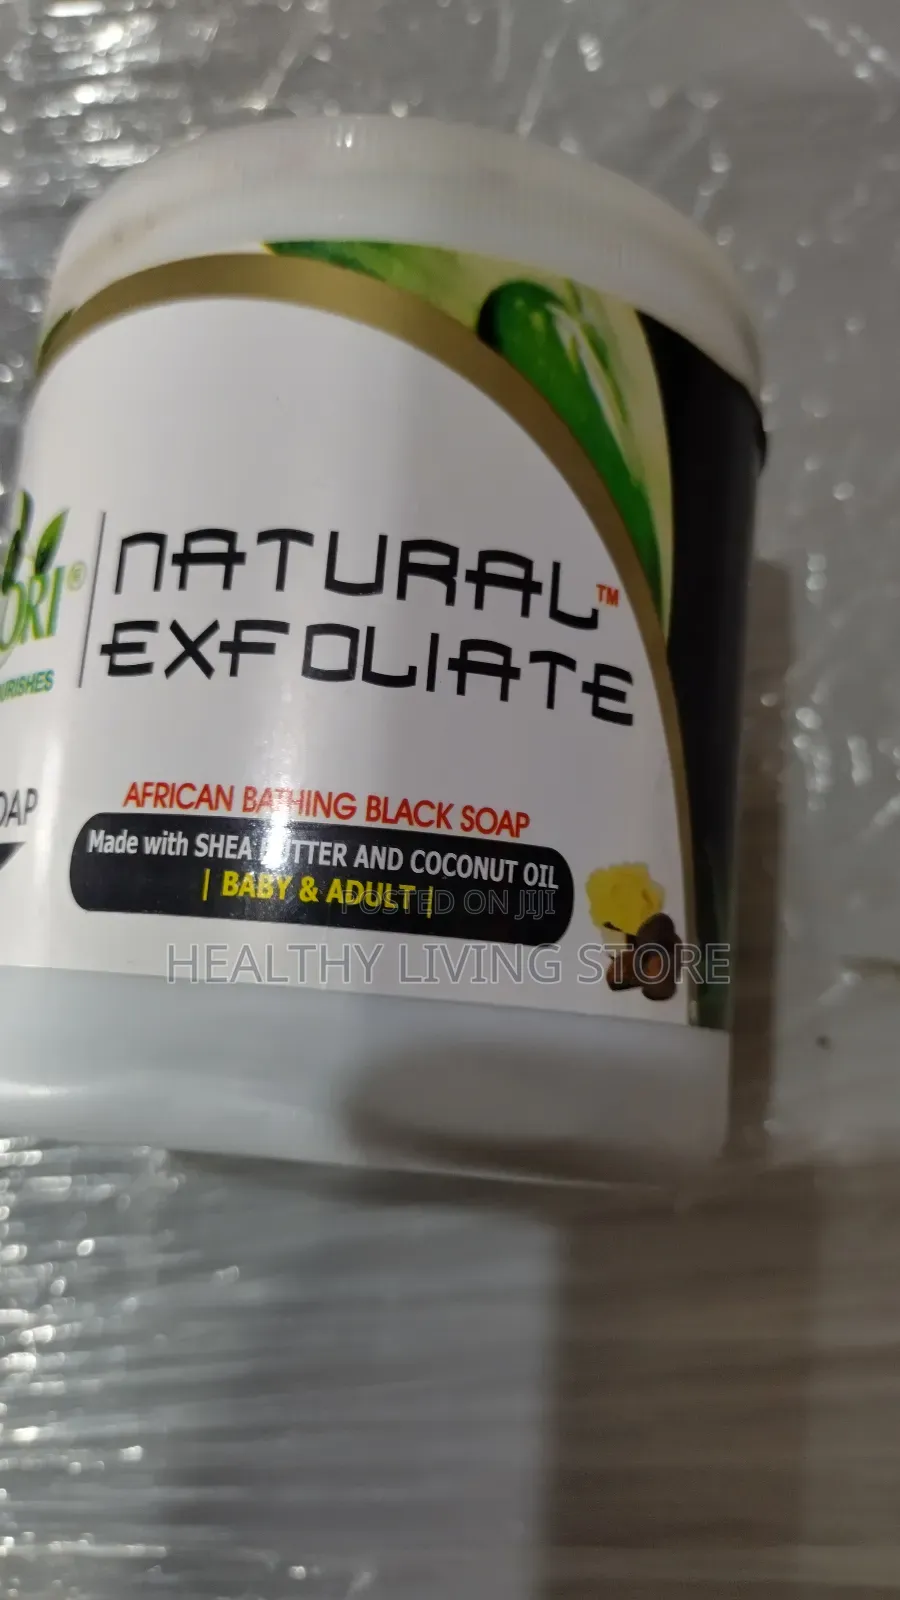 ORI®
NATURAL™
EXFOLIATE
AFRICAN BATHING BLACK SOAP
Made with SHEA BUTTER AND COCONUT OIL
| BABY & ADULT |
POSTED ON JIJI
HEALTHY LIVING STORE